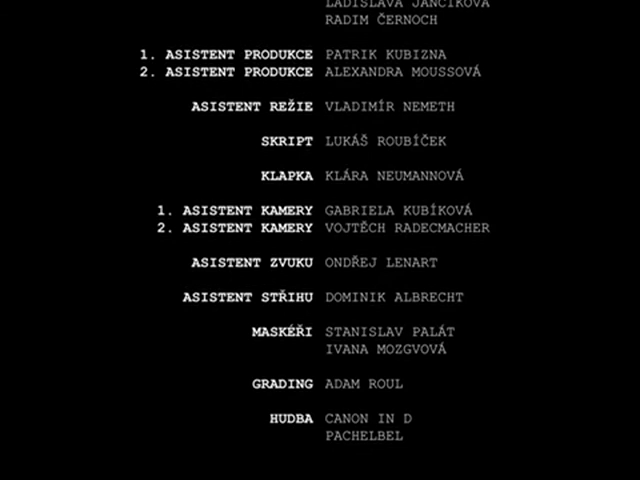 LADISLAVA JANČÍKOVÁ
RADIM ČERNOCH
1. ASISTENT PRODUKCE PATRIK KUBIZNA
2. ASISTENT PRODUKCE ALEXANDRA MOUSSOVÁ
ASISTENT REŽIE VLADIMÍR NEMETH
SKRIPT LUKÁŠ ROUBÍČEK
KLAPKA KLÁRA NEUMANNOVÁ
1. ASISTENT KAMERY GABRIELA KUBÍKOVÁ
2. ASISTENT KAMERY VOJTĚCH RADECMACHER
ASISTENT ZVUKU ONDŘEJ LENART
ASISTENT STŘIHU DOMINIK ALBRECHT
MASKÉŘI STANISLAV PALÁT
IVANA MOZGVOVÁ
GRADING ADAM ROUL
HUDBA CANON IN D
PACHELBEL